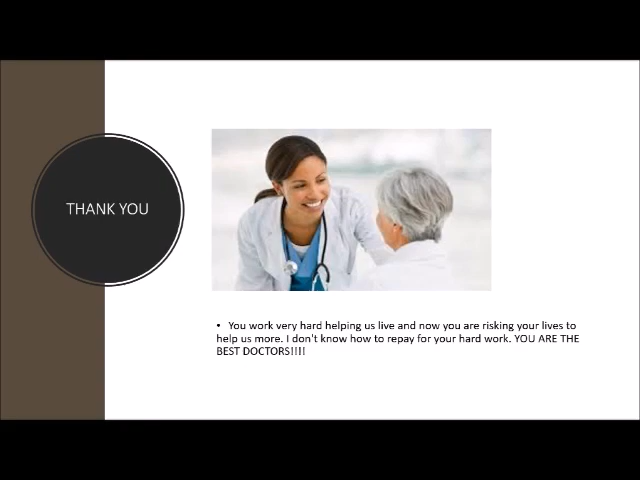 THANK YOU
• You work very hard helping us live and now you are risking your lives to
help us more. I don't know how to repay for your hard work. YOU ARE THE
BEST DOCTORS!!!!